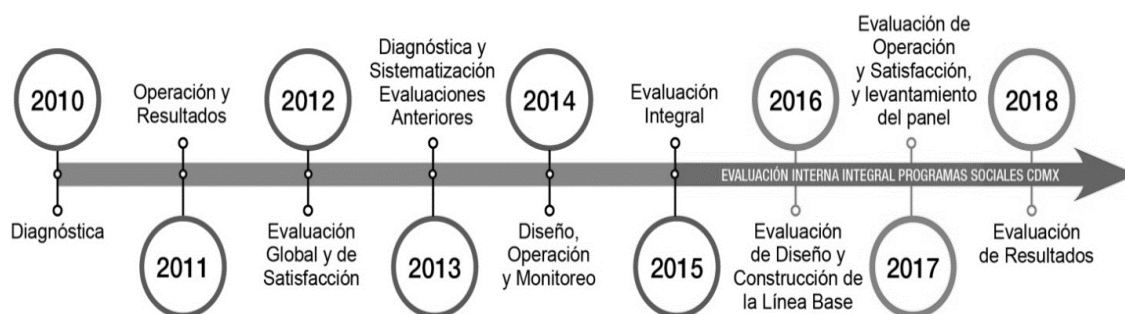 2010
Diagnóstica
Operación y
Resultados
2011
2012
Evaluación
Global y de
Satisfacción
Diagnóstica y
Sistematización
Evaluaciones
Anteriores
2013
2014
Diseño,
Operación
y Monitoreo
Evaluación
Integral
2015
2016
Evaluación
de Diseño y
Construcción de
la Línea Base
Evaluación de
Operación
y Satisfacción,
y levantamiento
del panel
2017
2018
Evaluación
de Resultados
EVALUACIÓN INTERNA INTEGRAL PROGRAMAS SOCIALES CDMX